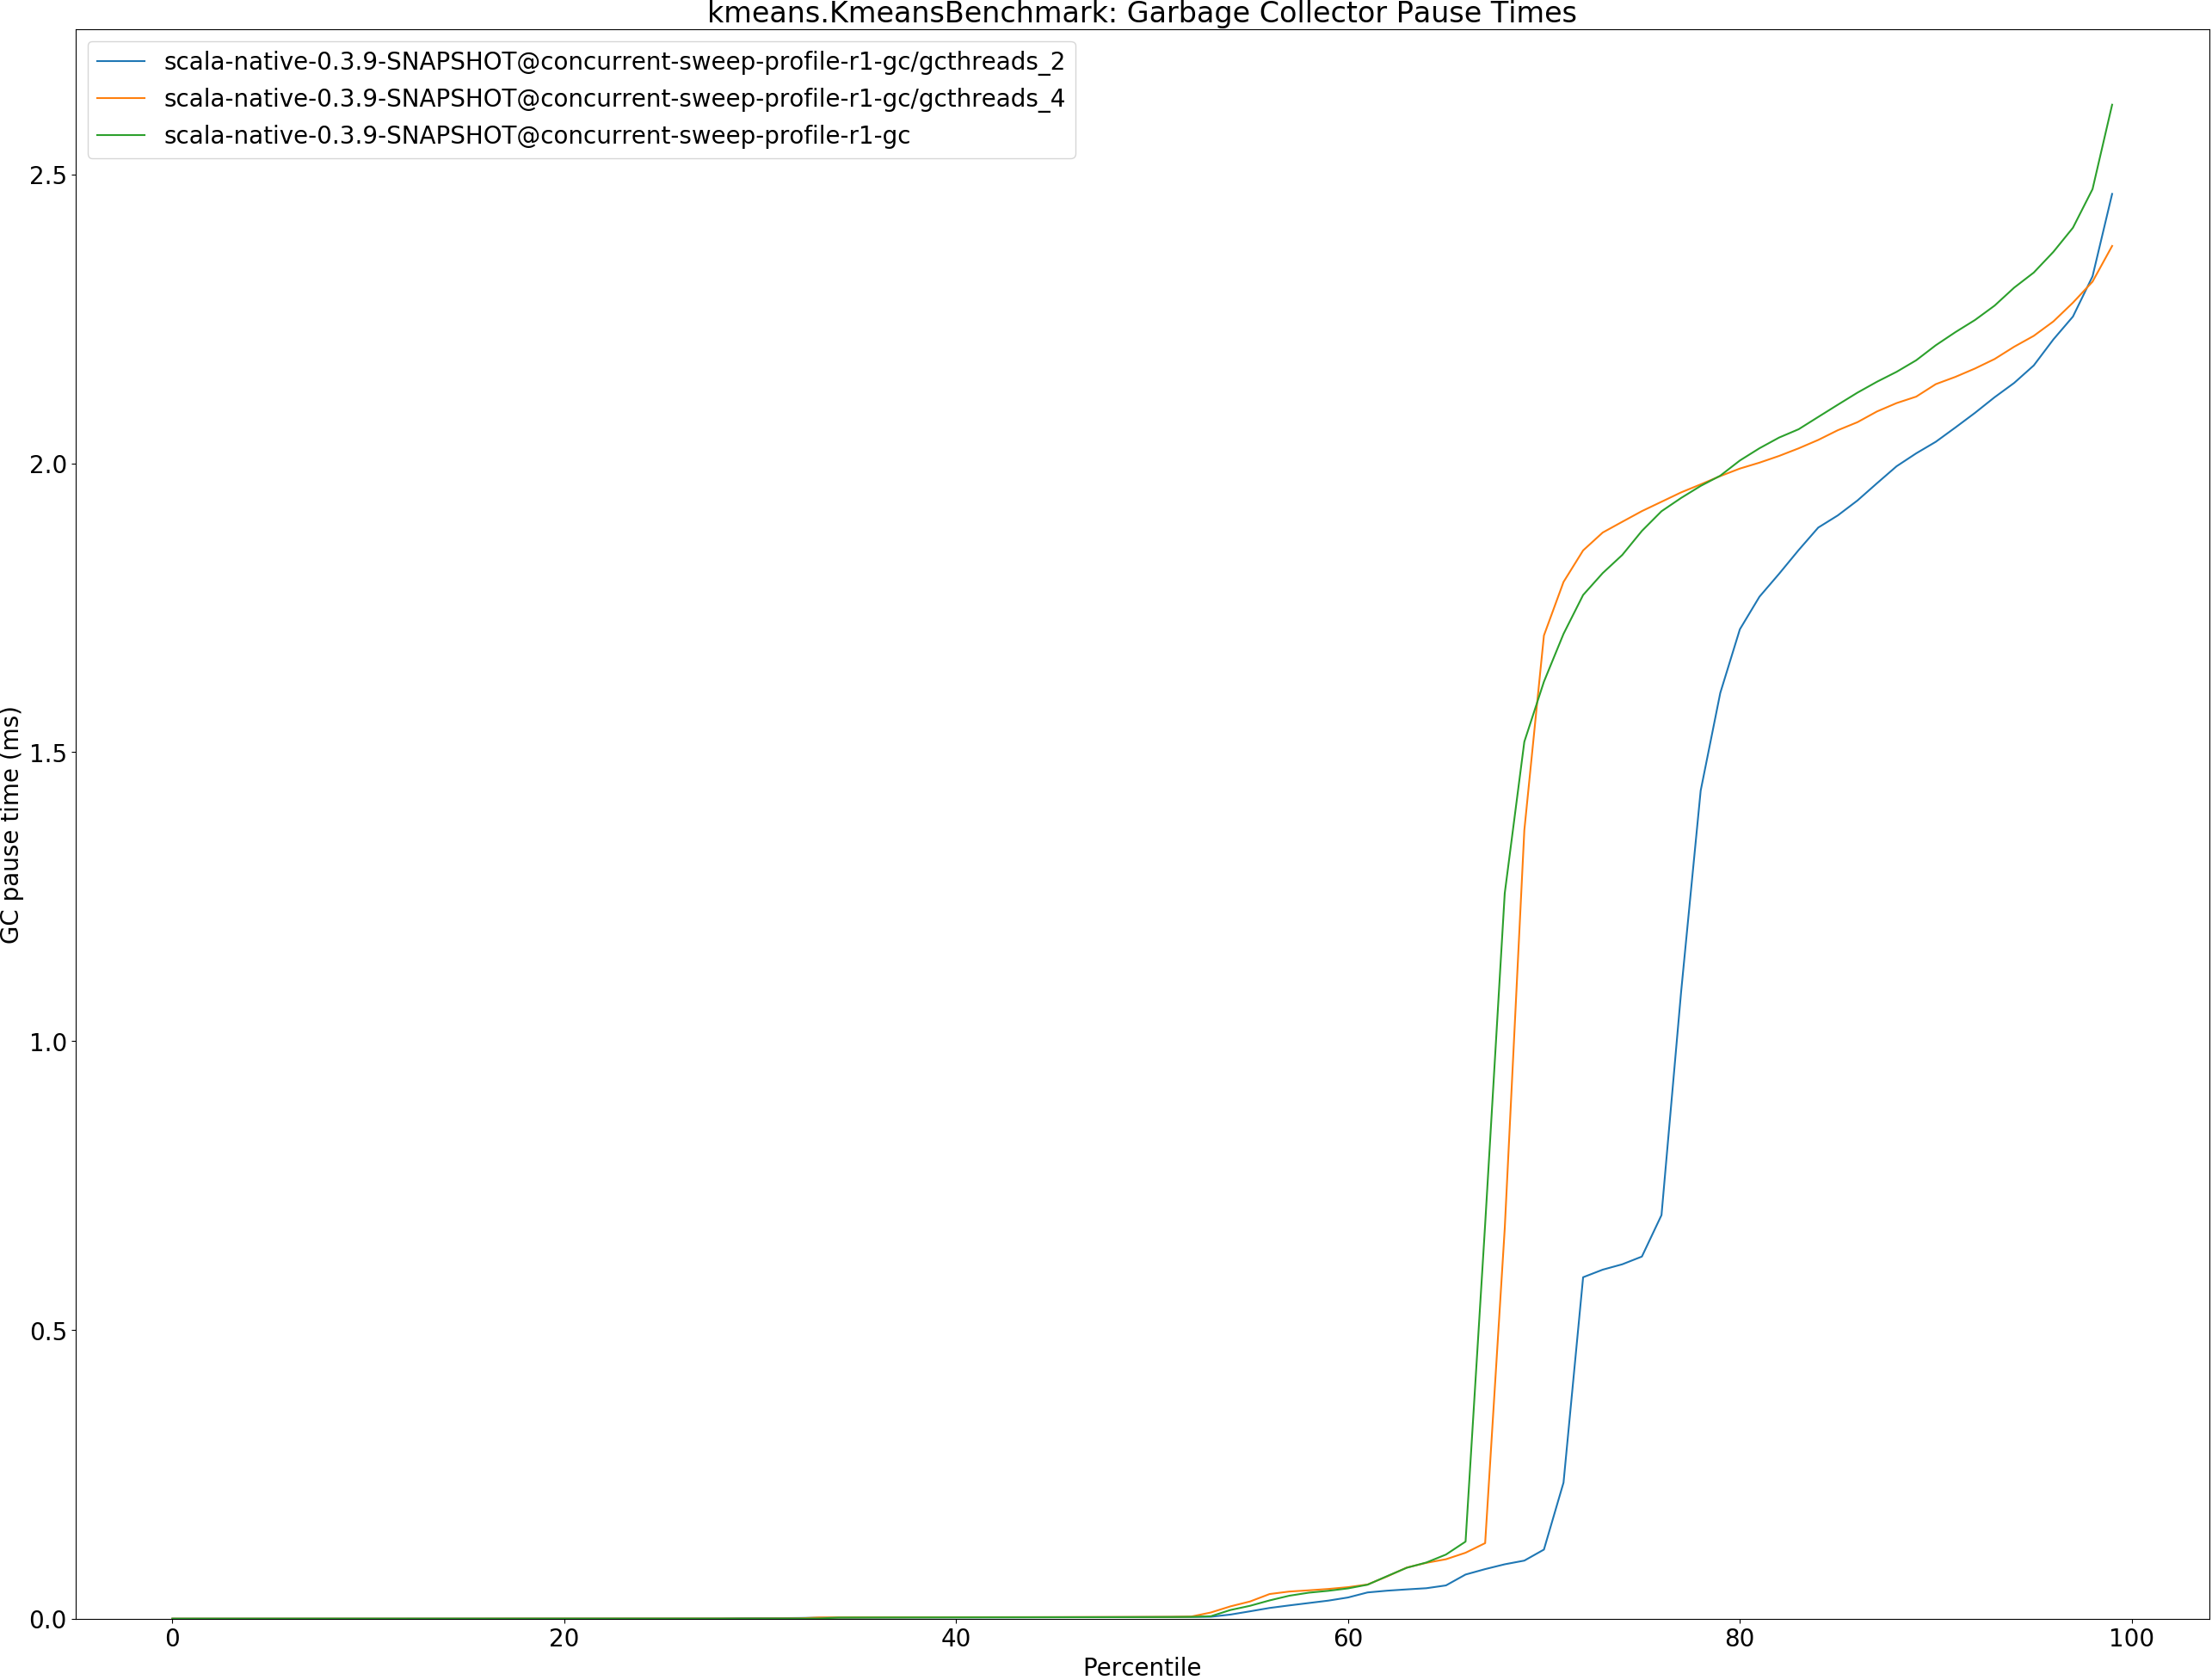 kmeans.KmeansBenchmark: Garbage Collector Pause Times
scala-native-0.3.9-SNAPSHOT@concurrent-sweep-profile-r1-gc/gcthreads_2
scala-native-0.3.9-SNAPSHOT@concurrent-sweep-profile-r1-gc/gcthreads_4
scala-native-0.3.9-SNAPSHOT@concurrent-sweep-profile-r1-gc
GC pause time (ms)
2.5
2.0
1.5
1.0
0.5
0.0
0 20 40 60 80 100
Percentile